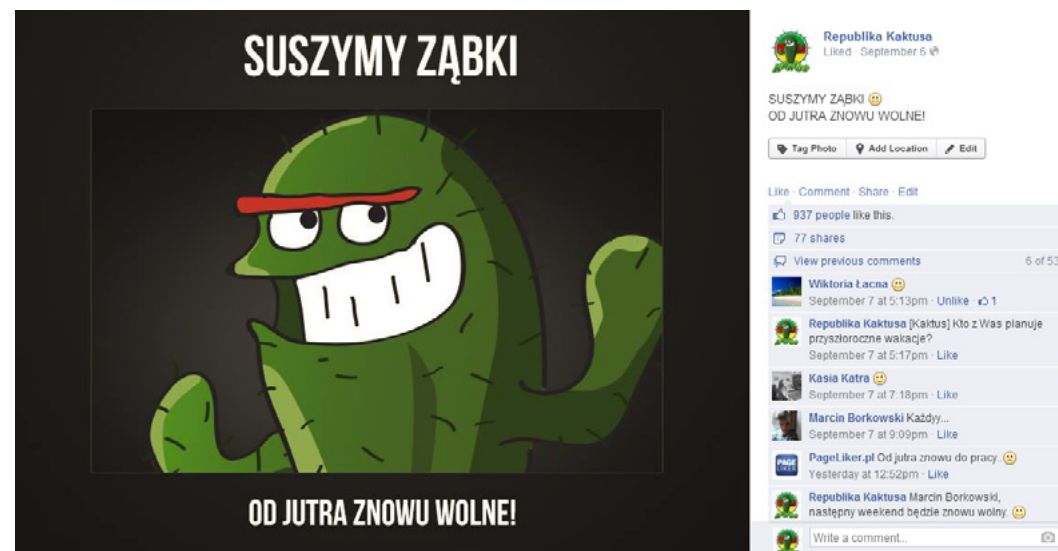 SUSZYMY ZĄBKI
OD JUTRA ZNOWU WOLNE!
Republika Kaktusa
Liked · September 6
SUSZYMY ZĄBKI
OD JUTRA ZNOWU WOLNE!
Tag Photo Add Location Edit
Like · Comment · Share · Edit
937 people like this.
77 shares
View previous comments 6 of 53
Wiktoria Łacna
September 7 at 5:13pm · Unlike · 1
Republika Kaktusa [Kaktus] Kto z Was planuje
przyszłoroczne wakacje?
September 7 at 5:17pm · Like
Kasia Katra
September 7 at 7:18pm · Like
Marcin Borkowski Każdyy...
September 7 at 9:09pm · Like
PAGE
LIKER
PageLiker.pl Od jutra znowu do pracy..
Yesterday at 12:52pm · Like
Republika Kaktusa Marcin Borkowski,
następny weekend będzie znowu wolny.
Write a comment...